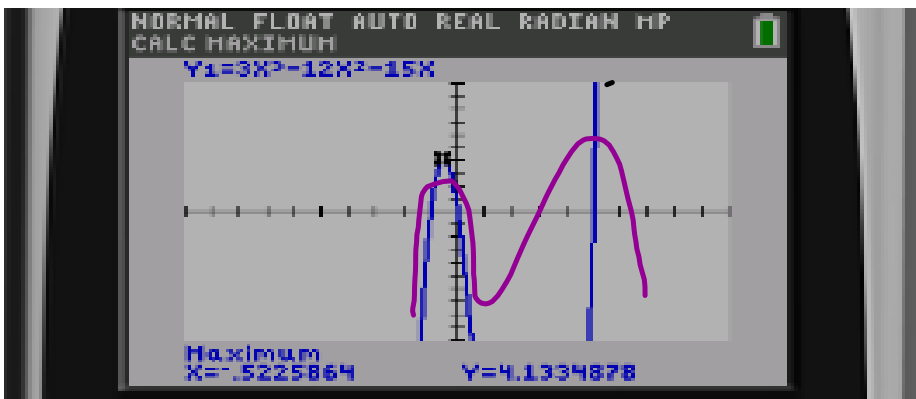 NORMAL FLOAT AUTO REAL RADIAN MP
CALC MAXIMUM
Y1=3X³-12X²-15X
Maximum
X=-.5225864 Y=4.1334878